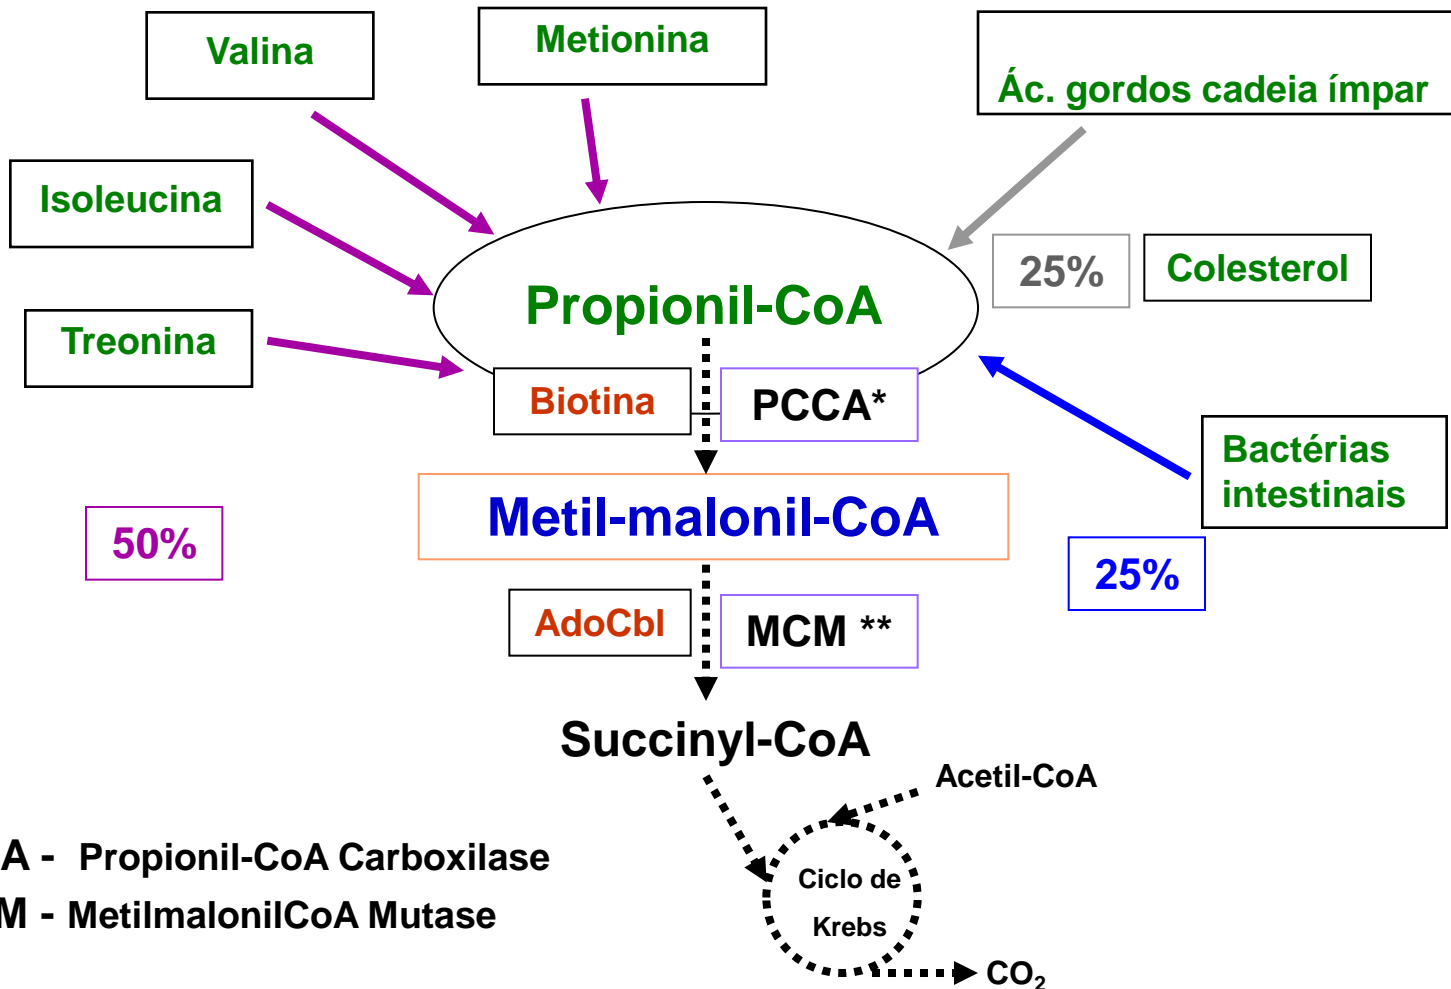 Valina
Metionina
Ác. gordos cadeia ímpar
Isoleucina
25%
Colesterol
Propionil-CoA
Treonina
Biotina
PCCA*
Bactérias
intestinais
Metil-malonil-CoA
50%
25%
AdoCbl
MCM **
Succinyl-CoA
Acetil-CoA
A - Propionil-CoA Carboxilase
Ciclo de
Krebs
M - MetilmalonilCoA Mutase
CO₂